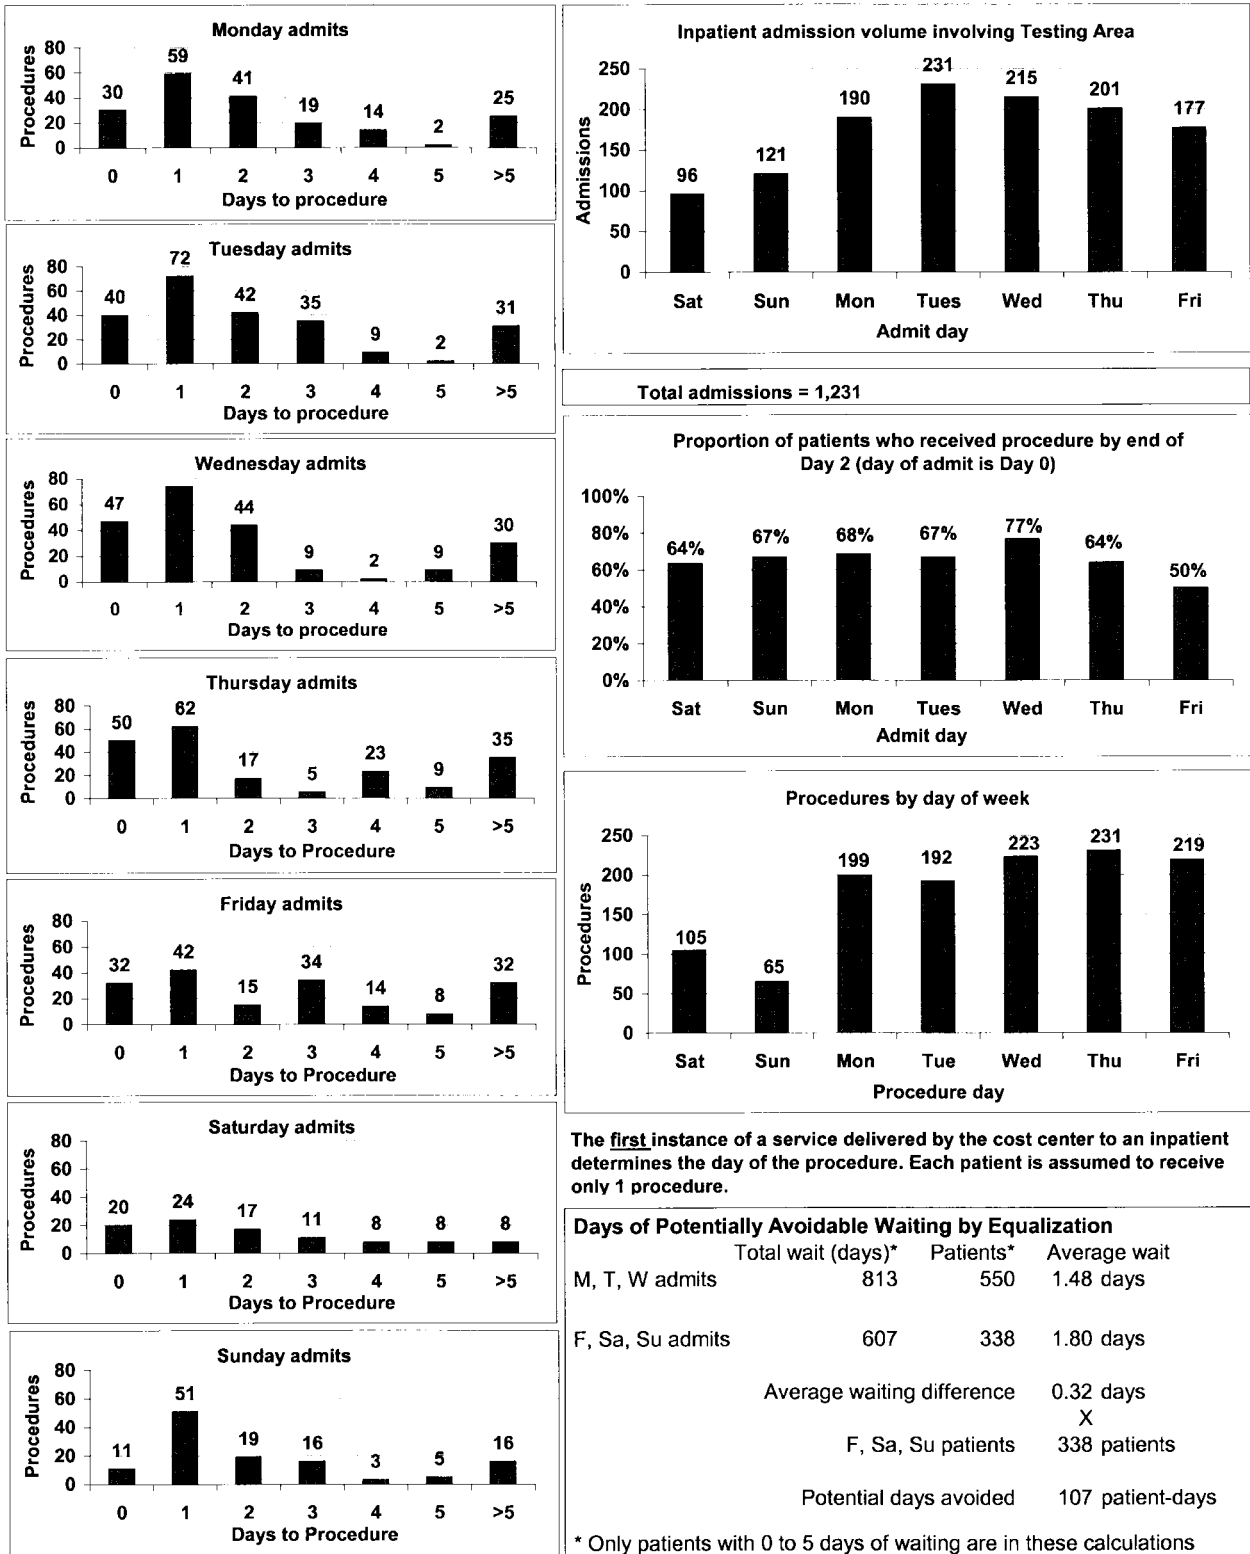 Monday admits
Procedures
80
60
40
20
0
30 59 41 19 14 2 25
0 1 2 3 4 5 >5
Days to procedure
Tuesday admits
Procedures
80
60
40
20
0
40 72 42 35 9 2 31
0 1 2 3 4 5 >5
Days to procedure
Wednesday admits
Procedures
80
60
40
20
0
47 44 9 2 9 30
0 1 2 3 4 5 >5
Days to procedure
Thursday admits
Procedures
80
60
40
20
0
50 62 17 5 23 9 35
0 1 2 3 4 5 >5
Days to Procedure
Friday admits
Procedures
80
60
40
20
0
32 42 15 34 14 8 32
0 1 2 3 4 5 >5
Days to Procedure
Saturday admits
Procedures
80
60
40
20
0
20 24 17 11 8 8 8
0 1 2 3 4 5 >5
Days to Procedure
Sunday admits
Procedures
80
60
40
20
0
11 51 19 16 3 5 16
0 1 2 3 4 5 >5
Days to Procedure
Inpatient admission volume involving Testing Area
Admissions
250
200
150
100
50
0
96 121 190 231 215 201 177
Sat Sun Mon Tues Wed Thu Fri
Admit day
Total admissions = 1,231
Proportion of patients who received procedure by end of
Day 2 (day of admit is Day 0)
100%
80%
60%
40%
20%
0%
64% 67% 68% 67% 77% 64% 50%
Sat Sun Mon Tues Wed Thu Fri
Admit day
Procedures by day of week
Procedures
250
200
150
100
50
0
105 65 199 192 223 231 219
Sat Sun Mon Tue Wed Thu Fri
Procedure day
The first instance of a service delivered by the cost center to an inpatient
determines the day of the procedure. Each patient is assumed to receive
only 1 procedure.
Days of Potentially Avoidable Waiting by Equalization
Total wait (days)* Patients* Average wait
M, T, W admits 813 550 1.48 days
F, Sa, Su admits 607 338 1.80 days
Average waiting difference 0.32 days
X
F, Sa, Su patients 338 patients
Potential days avoided 107 patient-days
* Only patients with 0 to 5 days of waiting are in these calculations